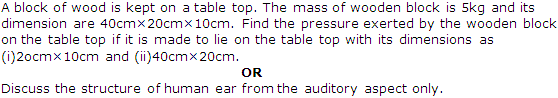 A block of wood is kept on a table top. The mass of wooden block is 5kg and its
dimension are 40cm×20cm×10cm. Find the pressure exerted by the wooden block
on the table top if it is made to lie on the table top with its dimensions as
(i)2ocm×10cm and (ii)40cm×20cm.
OR
Discuss the structure of human ear from the auditory aspect only.